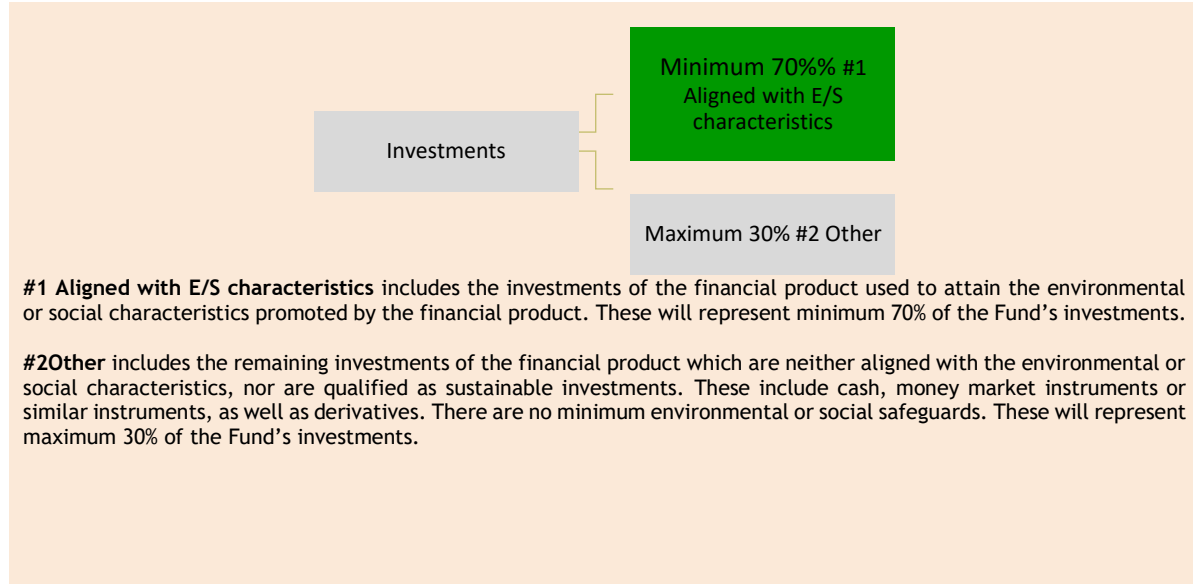 Minimum 70%% #1
Aligned with E/S
characteristics
Investments
Maximum 30% #2 Other
#1 Aligned with E/S characteristics includes the investments of the financial product used to attain the environmental
or social characteristics promoted by the financial product. These will represent minimum 70% of the Fund’s investments.
#2Other includes the remaining investments of the financial product which are neither aligned with the environmental or
social characteristics, nor are qualified as sustainable investments. These include cash, money market instruments or
similar instruments, as well as derivatives. There are no minimum environmental or social safeguards. These will represent
maximum 30% of the Fund’s investments.